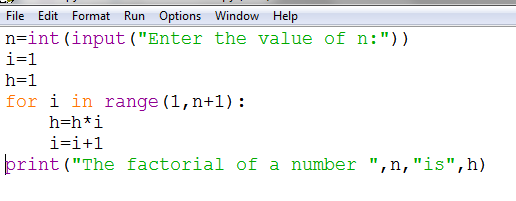 File Edit Format Run Options Window Help
n=int(input("Enter the value of n:"))
i=1
h=1
for i in range(1,n+1):
    h=h*i
    i=i+1
print("The factorial of a number ",n,"is",h)